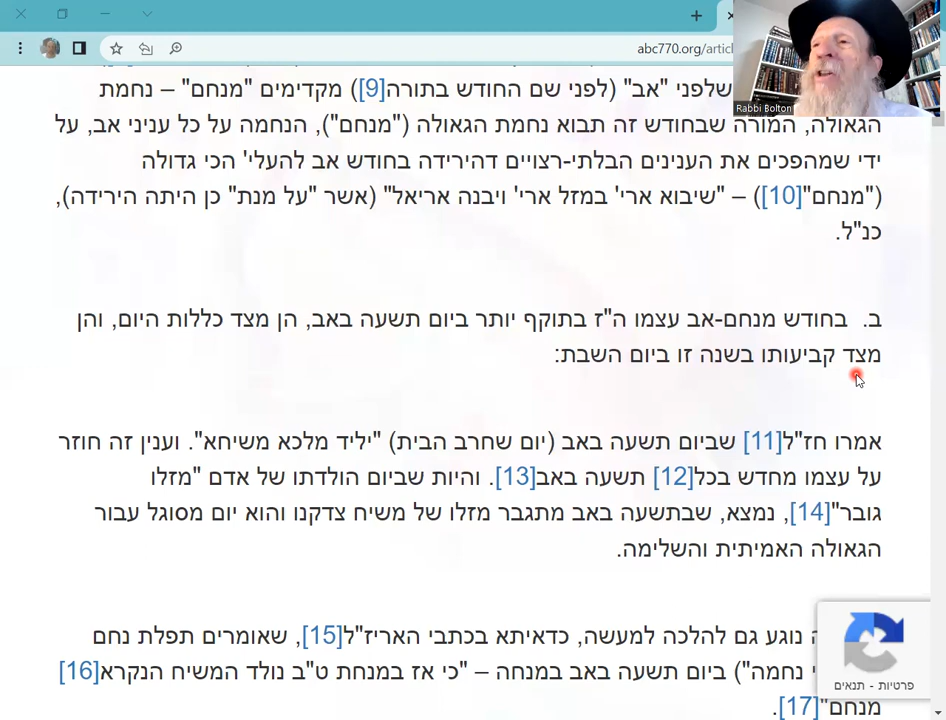 abc770.org/artic
Rabbi Bolton
שלפני "אב" (לפני שם החודש בתורה[9]) מקדימים "מנחם" – נחמת
הגאולה, המורה שבחודש זה תבוא נחמת הגאולה ("מנחם"), הנחמה על כל עניני אב, על
ידי שמהפכים את הענינים הבלתי-רצויים דהירידה בחודש אב להעלי' הכי גדולה
("מנחם"[10]) – "שיבוא ארי' במזל ארי' ויבנה אריאל" (אשר "על מנת" כן היתה הירידה),
כנ"ל.
ב. בחודש מנחם-אב עצמו ה"ז בתוקף יותר ביום תשעה באב, הן מצד כללות היום, והן
מצד קביעותו בשנה זו ביום השבת:
אמרו חז"ל[11] שביום תשעה באב (יום שחרב הבית) "יליד מלכא משיחא". וענין זה חוזר
על עצמו מחדש בכל[12] תשעה באב[13]. והיות שביום הולדתו של אדם "מזלו
גובר"[14], נמצא, שבתשעה באב מתגבר מזלו של משיח צדקנו והוא יום מסוגל עבור
הגאולה האמיתית והשלימה.
נוגע גם להלכה למעשה, כדאיתא בכתבי האריז"ל[15], שאומרים תפלת נחם
נחמה") ביום תשעה באב במנחה – "כי אז במנחת ט"ב נולד המשיח הנקרא[16]
מנחם"[17].
פרטיות - תנאים